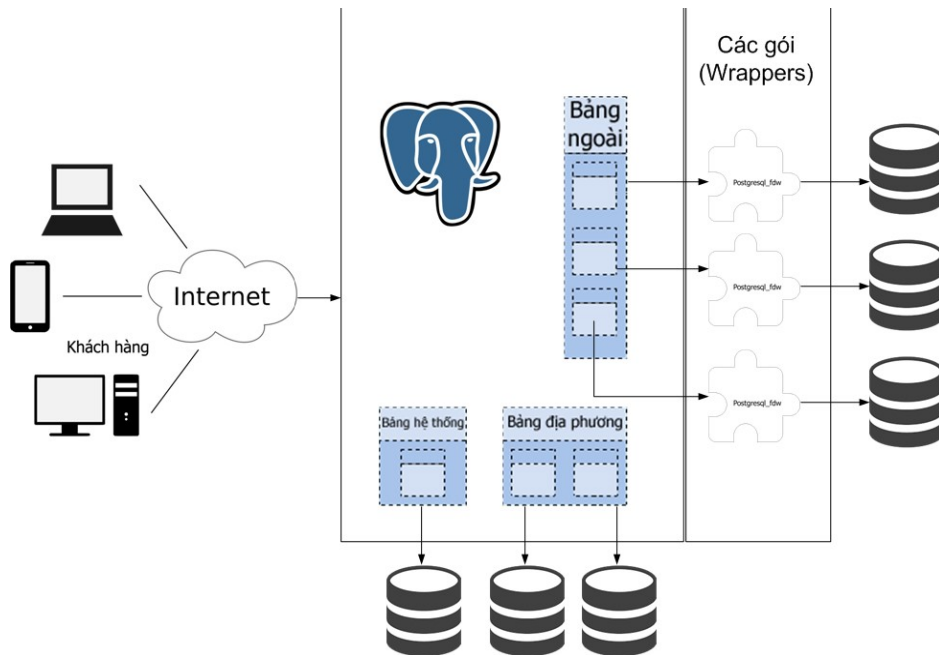 Các gói
(Wrappers)
Bảng
ngoài
Postgresql_fdw
Internet
Postgresql_fdw
Khách hàng
Postgresql_fdw
Bảng hệ thống
Bảng địa phương